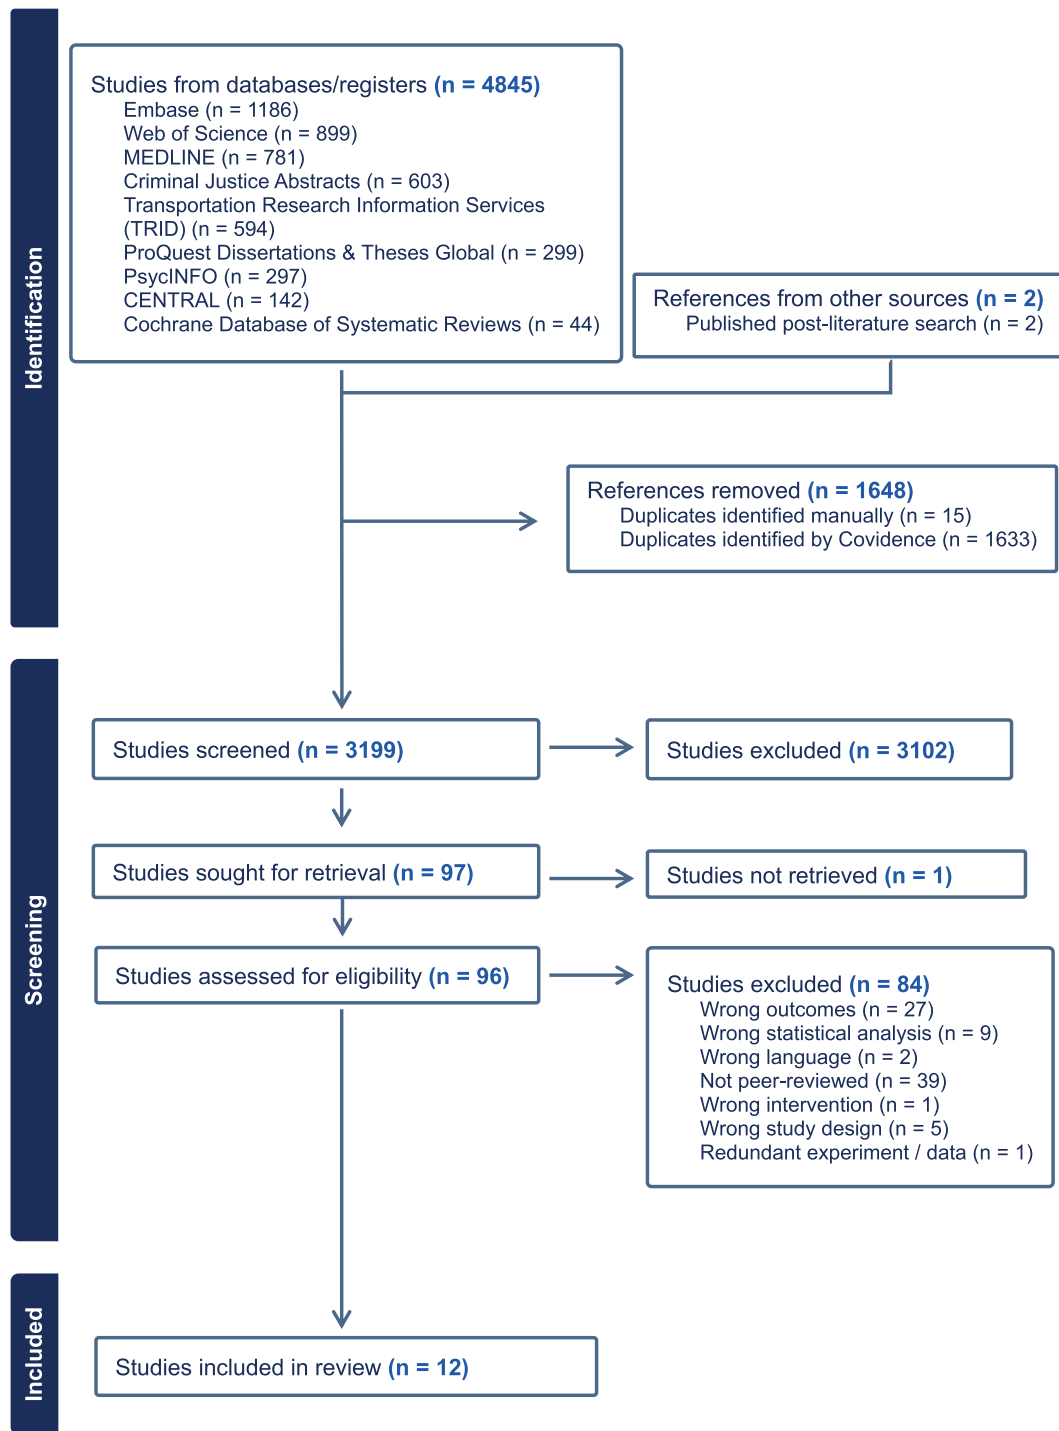 Identification
Studies from databases/registers (n = 4845)
Embase (n = 1186)
Web of Science (n = 899)
MEDLINE (n = 781)
Criminal Justice Abstracts (n = 603)
Transportation Research Information Services
(TRID) (n = 594)
ProQuest Dissertations & Theses Global (n = 299)
PsycINFO (n = 297)
CENTRAL (n = 142)
Cochrane Database of Systematic Reviews (n = 44)
References from other sources (n = 2)
Published post-literature search (n = 2)
References removed (n = 1648)
Duplicates identified manually (n = 15)
Duplicates identified by Covidence (n = 1633)
Screening
Studies screened (n = 3199)
Studies excluded (n = 3102)
Studies sought for retrieval (n = 97)
Studies not retrieved (n = 1)
Studies assessed for eligibility (n = 96)
Studies excluded (n = 84)
Wrong outcomes (n = 27)
Wrong statistical analysis (n = 9)
Wrong language (n = 2)
Not peer-reviewed (n = 39)
Wrong intervention (n = 1)
Wrong study design (n = 5)
Redundant experiment / data (n = 1)
Included
Studies included in review (n = 12)